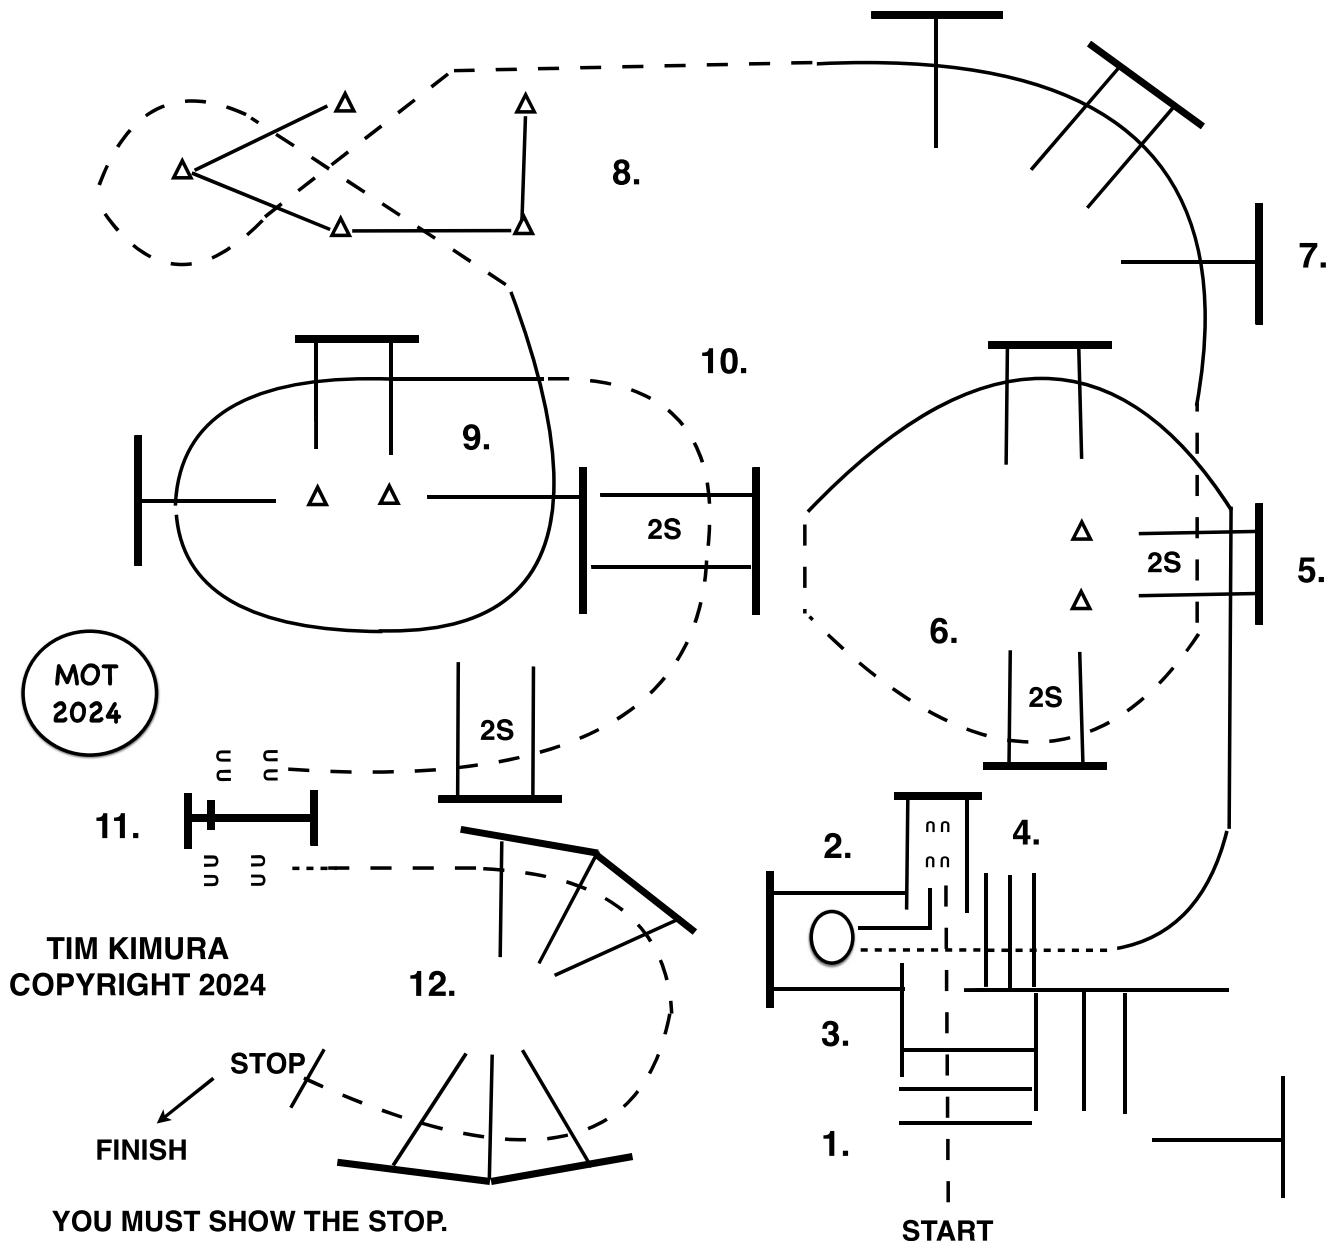 8.
7.
10.
9.
2S
2S
5.
6.
MOT
2024
2S
2S
11.
2.
4.
TIM KIMURA
COPYRIGHT 2024
12.
3.
STOP
FINISH
1.
YOU MUST SHOW THE STOP.
START